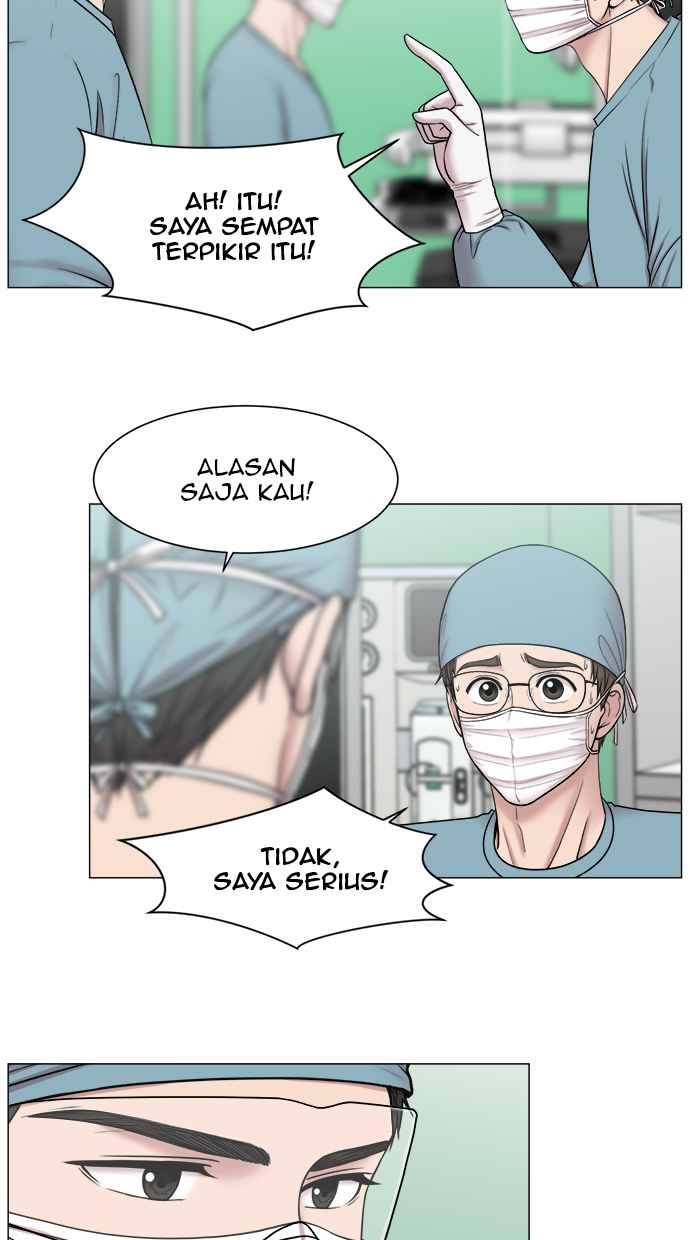 AH! ITU!
SAYA SEMPAT
TERPIKIR ITU!
ALASAN
SAJA KAU!
TIDAK,
SAYA SERIUS!